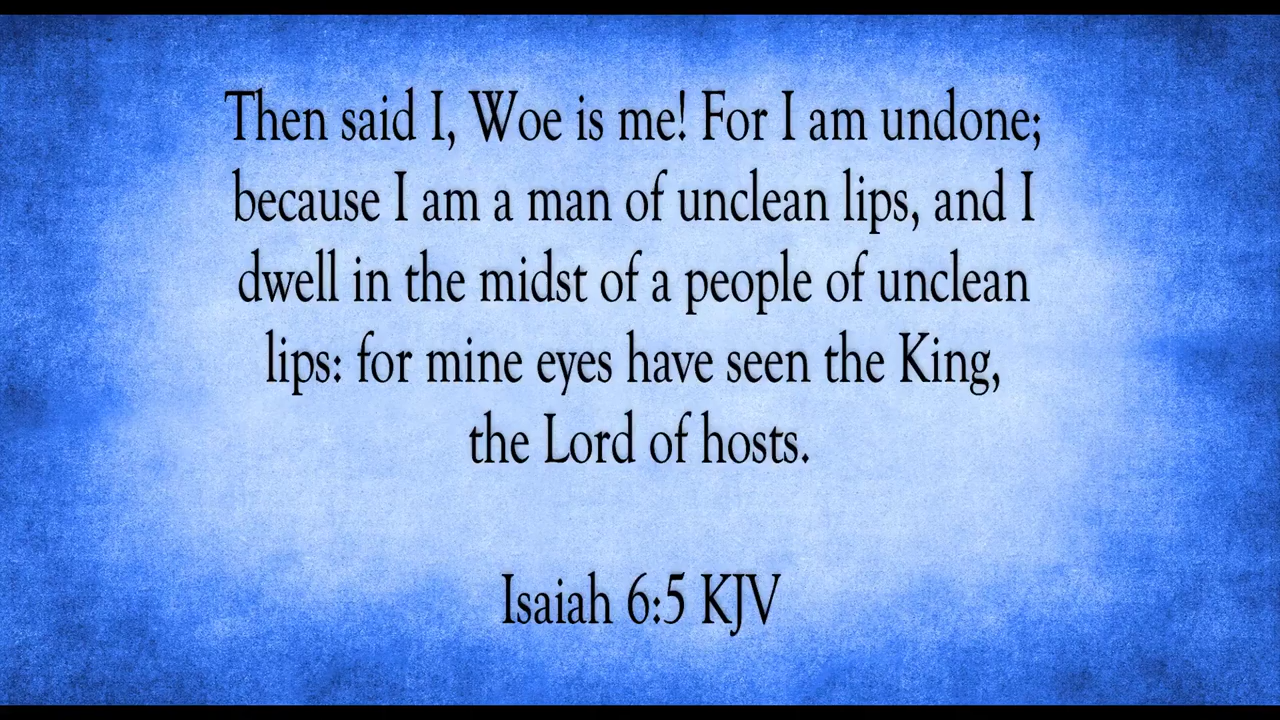 Then said I, Woe is me! For I am undone;
because I am a man of unclean lips, and I
dwell in the midst of a people of unclean
lips: for mine eyes have seen the King,
the Lord of hosts.
Isaiah 6:5 KJV